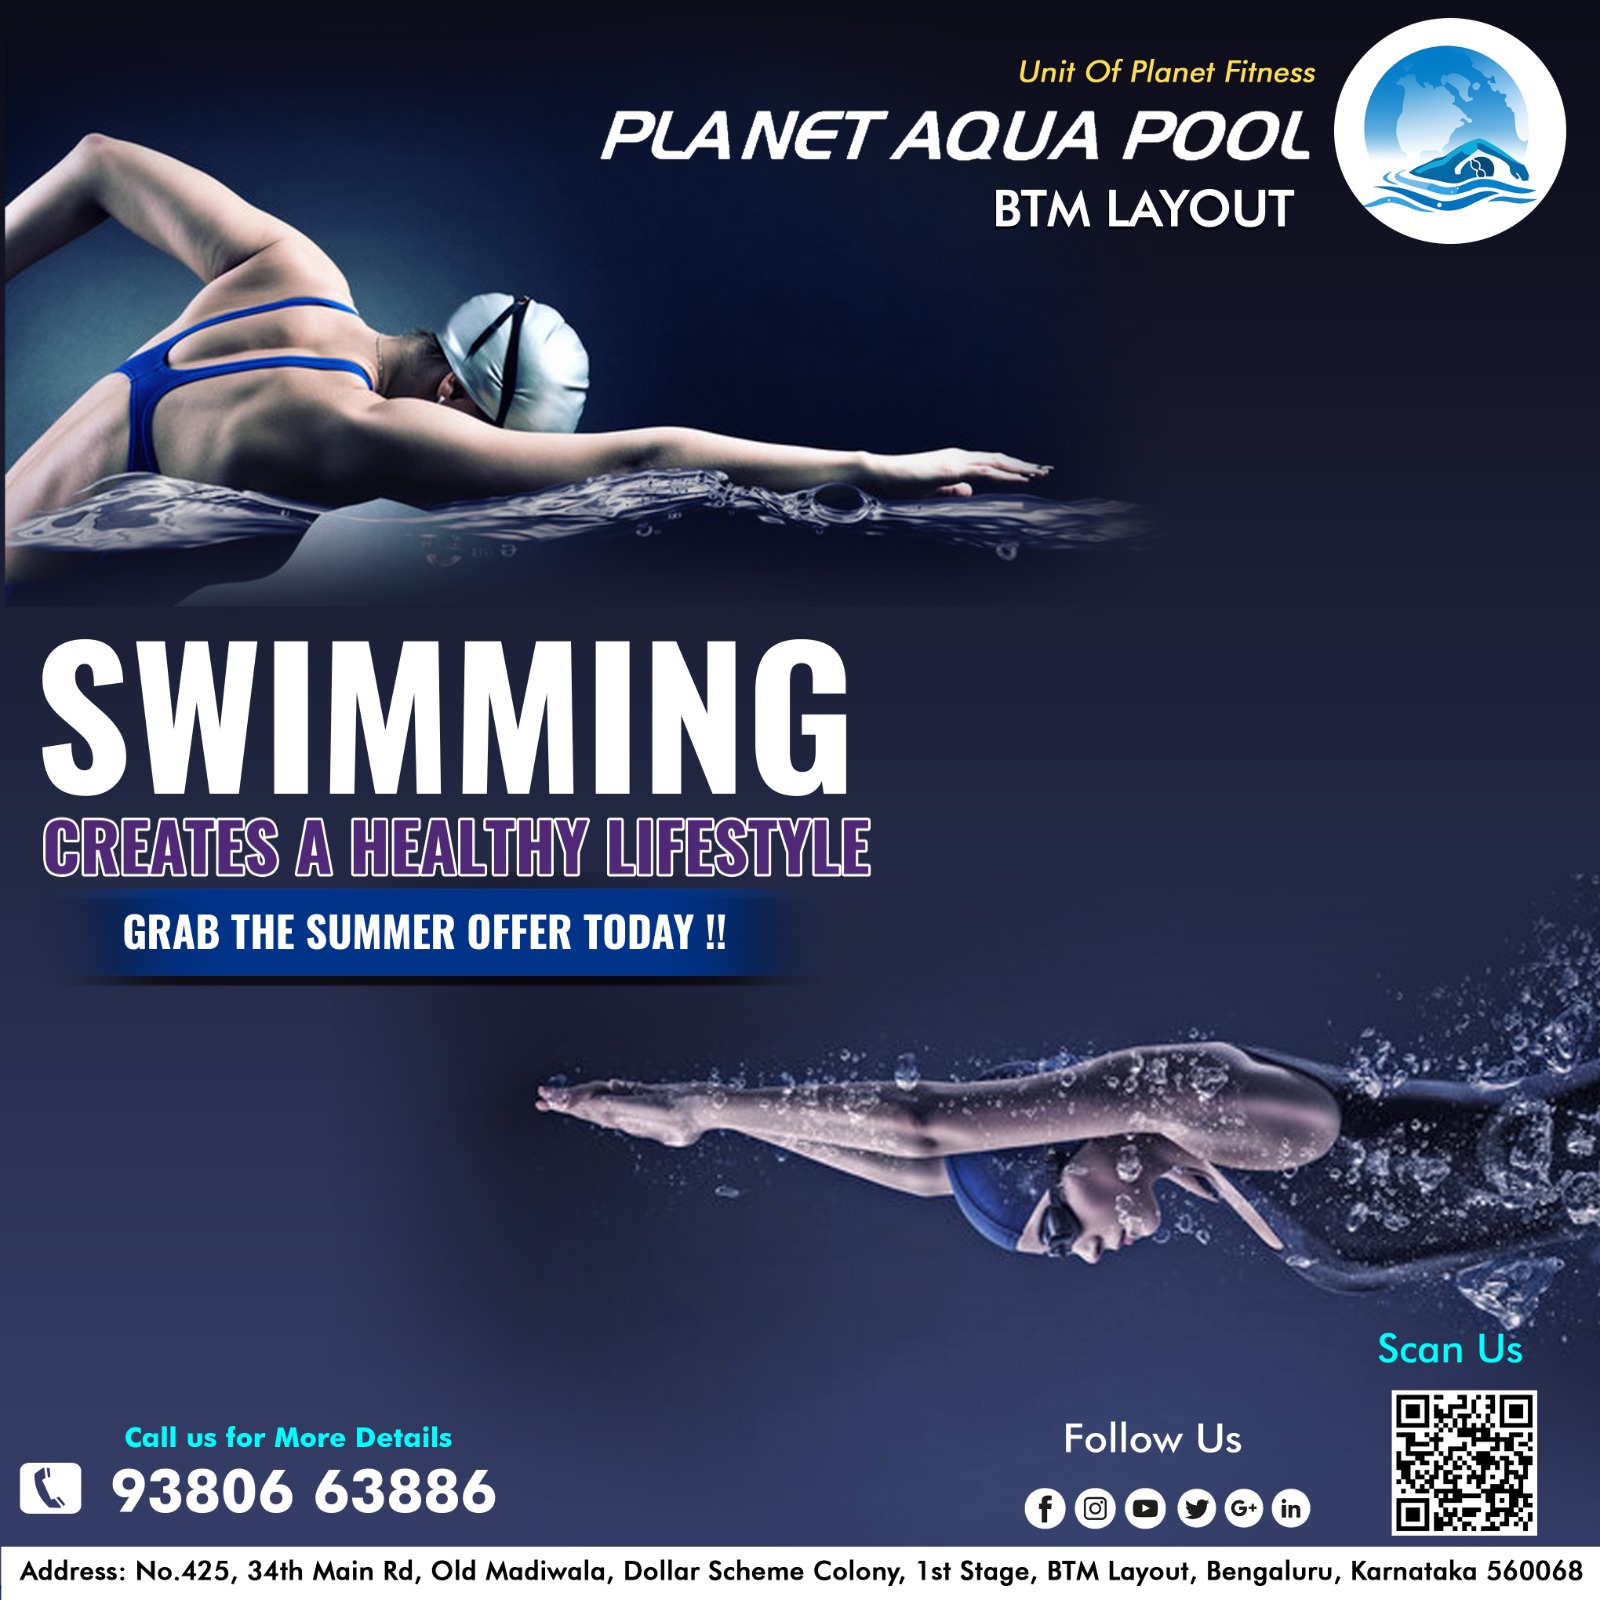 Unit Of Planet Fitness
PLANET AQUA POOL
BTM LAYOUT
SWIMMING
CREATES A HEALTHY LIFESTYLE
GRAB THE SUMMER OFFER TODAY !!
Scan Us
Call us for More Details
93806 63886
Follow Us
f G+ in
Address: No.425, 34th Main Rd, Old Madiwala, Dollar Scheme Colony, 1st Stage, BTM Layout, Bengaluru, Karnataka 560068